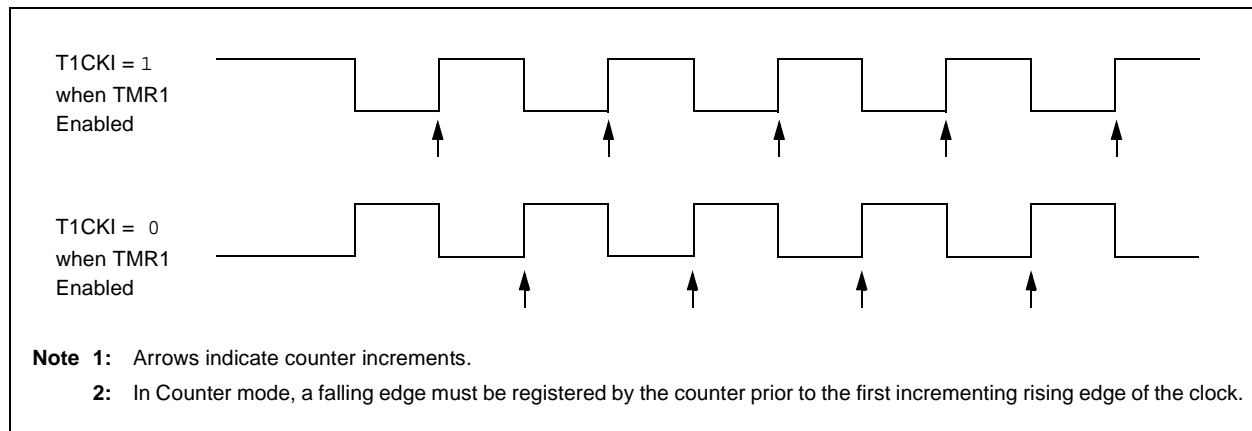 T1CKI = 1
when TMR1
Enabled
T1CKI = 0
when TMR1
Enabled
Note 1: Arrows indicate counter increments.
2: In Counter mode, a falling edge must be registered by the counter prior to the first incrementing rising edge of the clock.